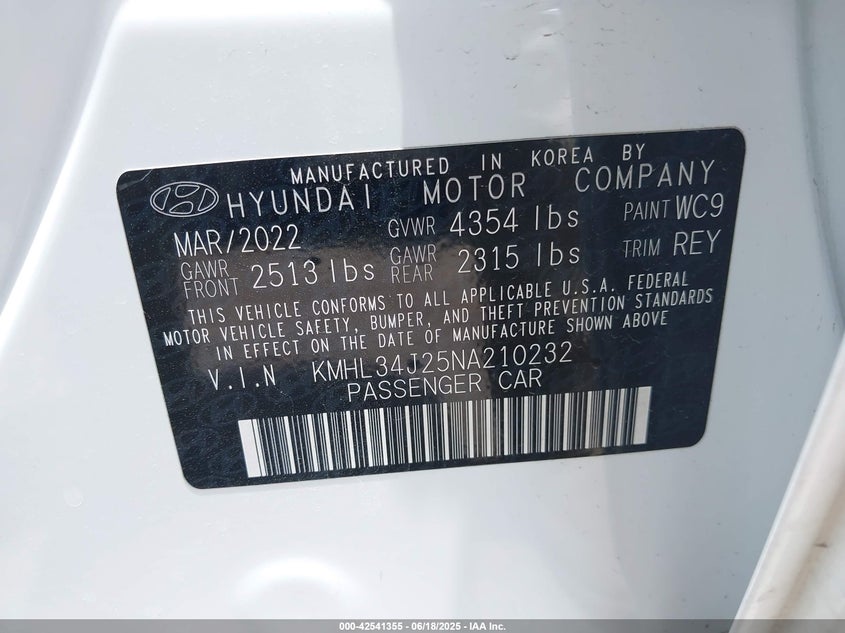 MANUFACTURED IN KOREA BY
HYUNDAI MOTOR COMPANY
MAR/2022 GVWR 4354 lbs PAINT WC9
GAWR FRONT 2513 lbs GAWR REAR 2315 lbs TRIM REY
THIS VEHICLE CONFORMS TO ALL APPLICABLE U.S.A. FEDERAL
MOTOR VEHICLE SAFETY, BUMPER, AND THEFT PREVENTION STANDARDS
IN EFFECT ON THE DATE OF MANUFACTURE SHOWN ABOVE.
V.I.N KMHL34J25NA210232
PASSENGER CAR
000-42541355 - 06/18/2025 - IAA Inc.